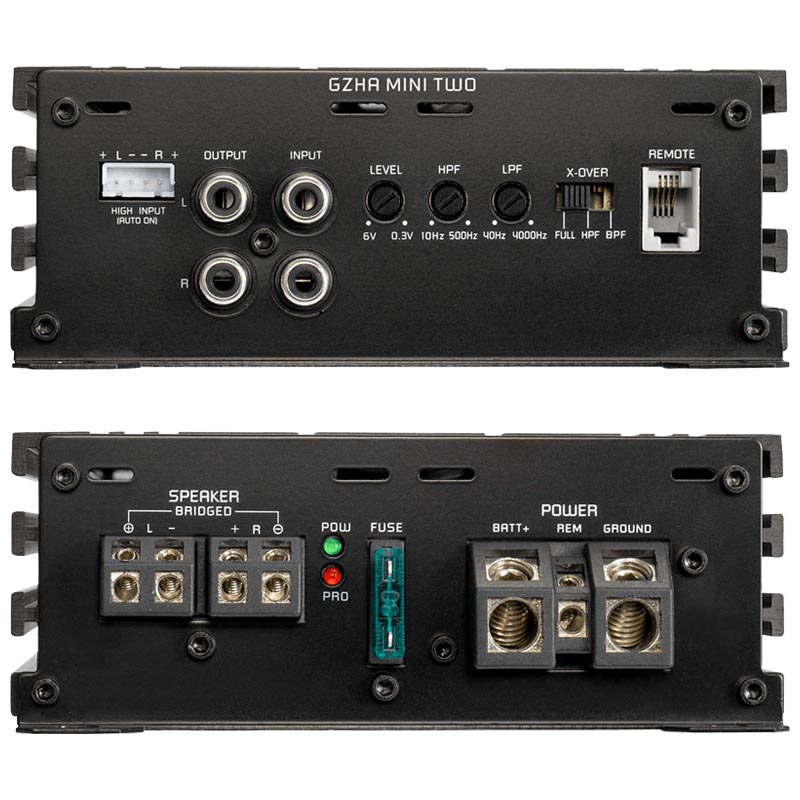 GZHA MINI TWO
+ L - - R +
OUTPUT INPUT
LEVEL HPF LPF X-OVER REMOTE
L
HIGH INPUT
(AUTO ON)
6V 0.3V 10Hz 500Hz 40Hz 4000Hz FULL HPF BPF
R
SPEAKER
BRIDGED
⊕ L - + R ⊖
POW FUSE
PRO
POWER
BATT+ REM GROUND